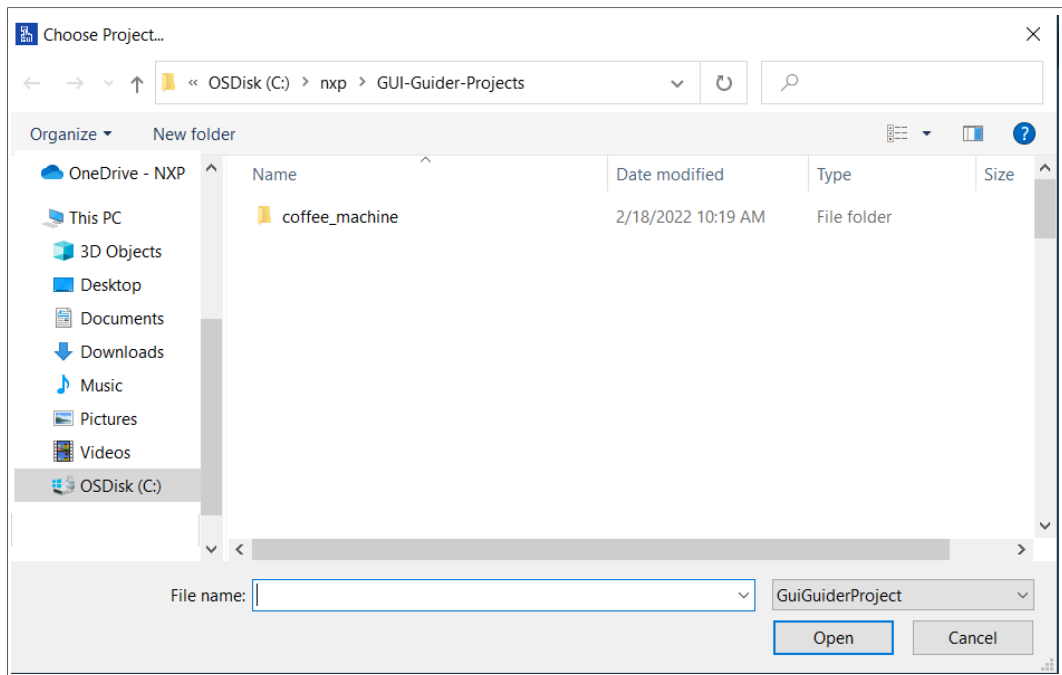 Choose Project...
« OSDisk (C:) > nxp > GUI-Guider-Projects
Organize New folder
OneDrive - NXP
This PC
3D Objects
Desktop
Documents
Downloads
Music
Pictures
Videos
OSDisk (C:)
Name Date modified Type Size
coffee_machine 2/18/2022 10:19 AM File folder
File name: GuiGuiderProject
Open Cancel